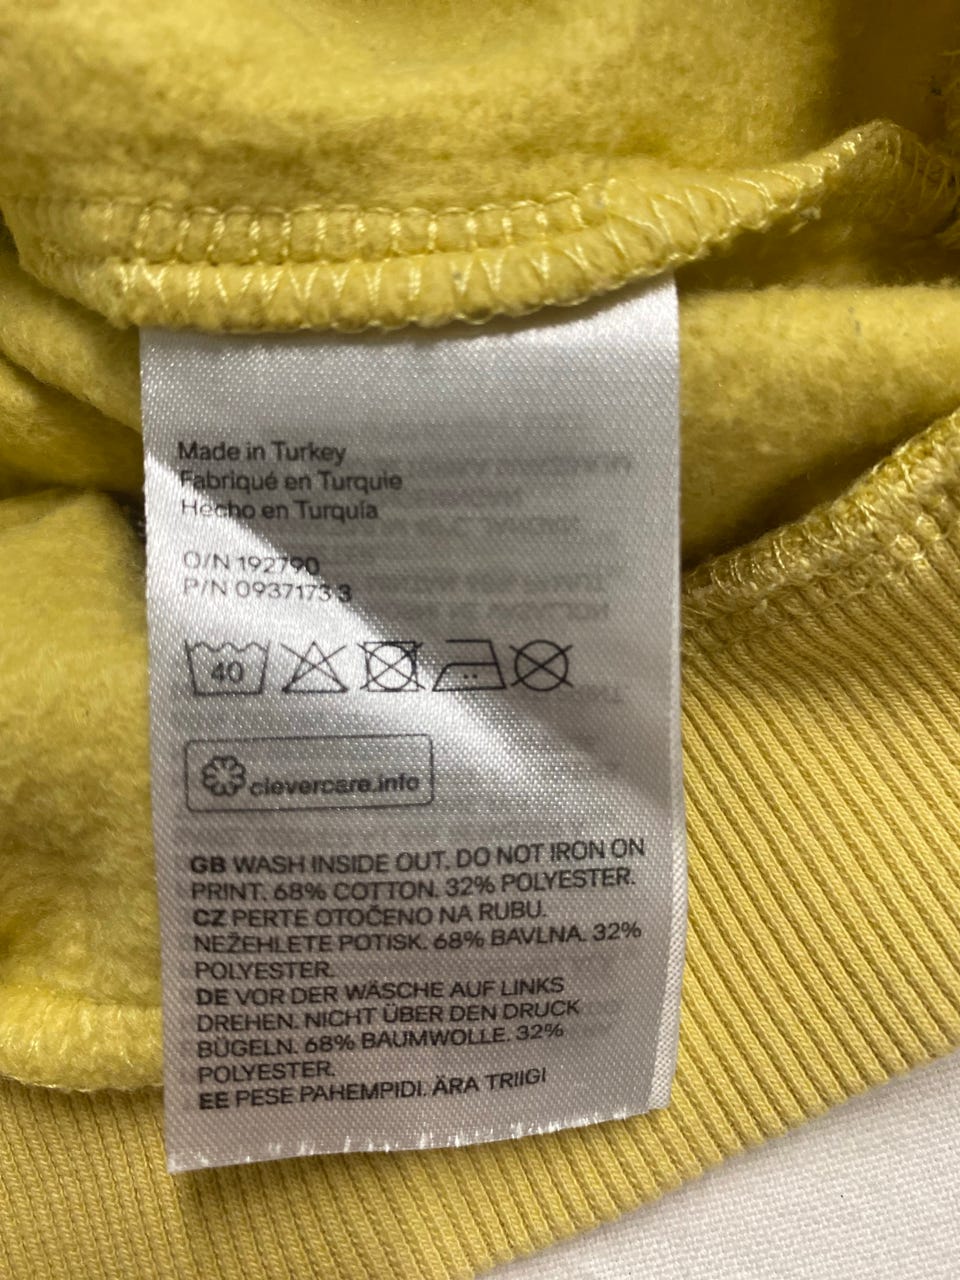 Made in Turkey
Fabriqué en Turquie
Hecho en Turquía
O/N 192790
P/N 0937173 3
40
clevercare.info
GB WASH INSIDE OUT. DO NOT IRON ON
PRINT. 68% COTTON. 32% POLYESTER.
CZ PERTE OTOČENO NA RUBU.
NEŽEHLETE POTISK. 68% BAVLNA. 32%
POLYESTER.
DE VOR DER WÄSCHE AUF LINKS
DREHEN. NICHT ÜBER DEN DRUCK
BÜGELN. 68% BAUMWOLLE. 32%
POLYESTER.
EE PESE PAHEMPIDI. ÄRA TRIIGI